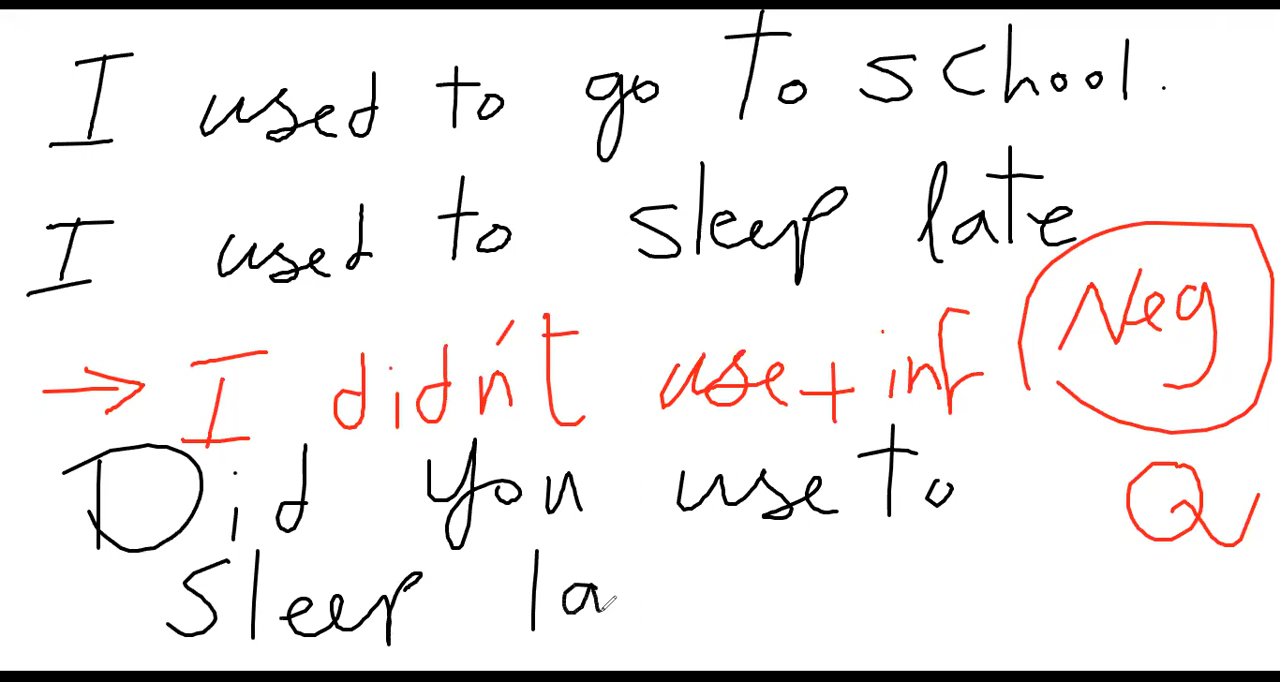 I used to go to school.
I used to sleep late
Neg
→ I didn't use + inf
Did you use to
Q
sleep la